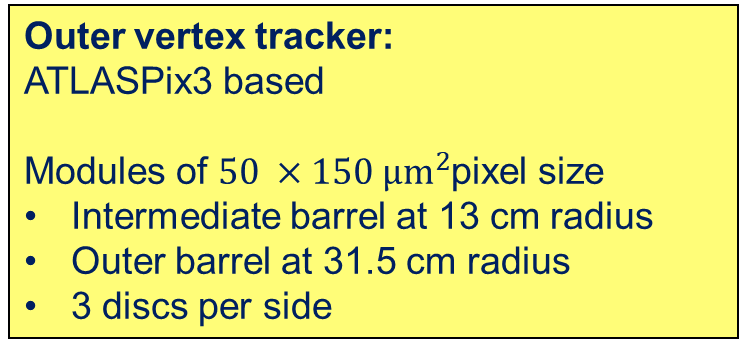 Outer vertex tracker:
ATLASPix3 based
Modules of 50 × 150 μm²pixel size
• Intermediate barrel at 13 cm radius
• Outer barrel at 31.5 cm radius
• 3 discs per side